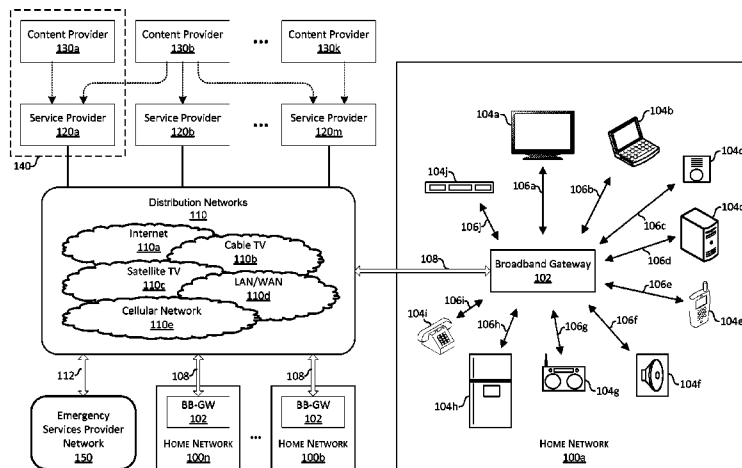 Content Provider
130a
Content Provider
130b
...
Content Provider
130k
Service Provider
120a
Service Provider
120b
...
Service Provider
120m
140
Distribution Networks
110
Internet
110a
Cable TV
110b
Satellite TV
110c
LAN/WAN
110d
Cellular Network
110e
108
112
108
108
Emergency
Services Provider
Network
150
BB-GW
102
HOME NETWORK
100n
...
BB-GW
102
HOME NETWORK
100b
104a
104b
104c
104d
104j
106a
106b
106c
106j
106d
Broadband Gateway
102
106e
104e
106i
104i
106h
106g
106f
104h
104g
104f
HOME NETWORK
100a